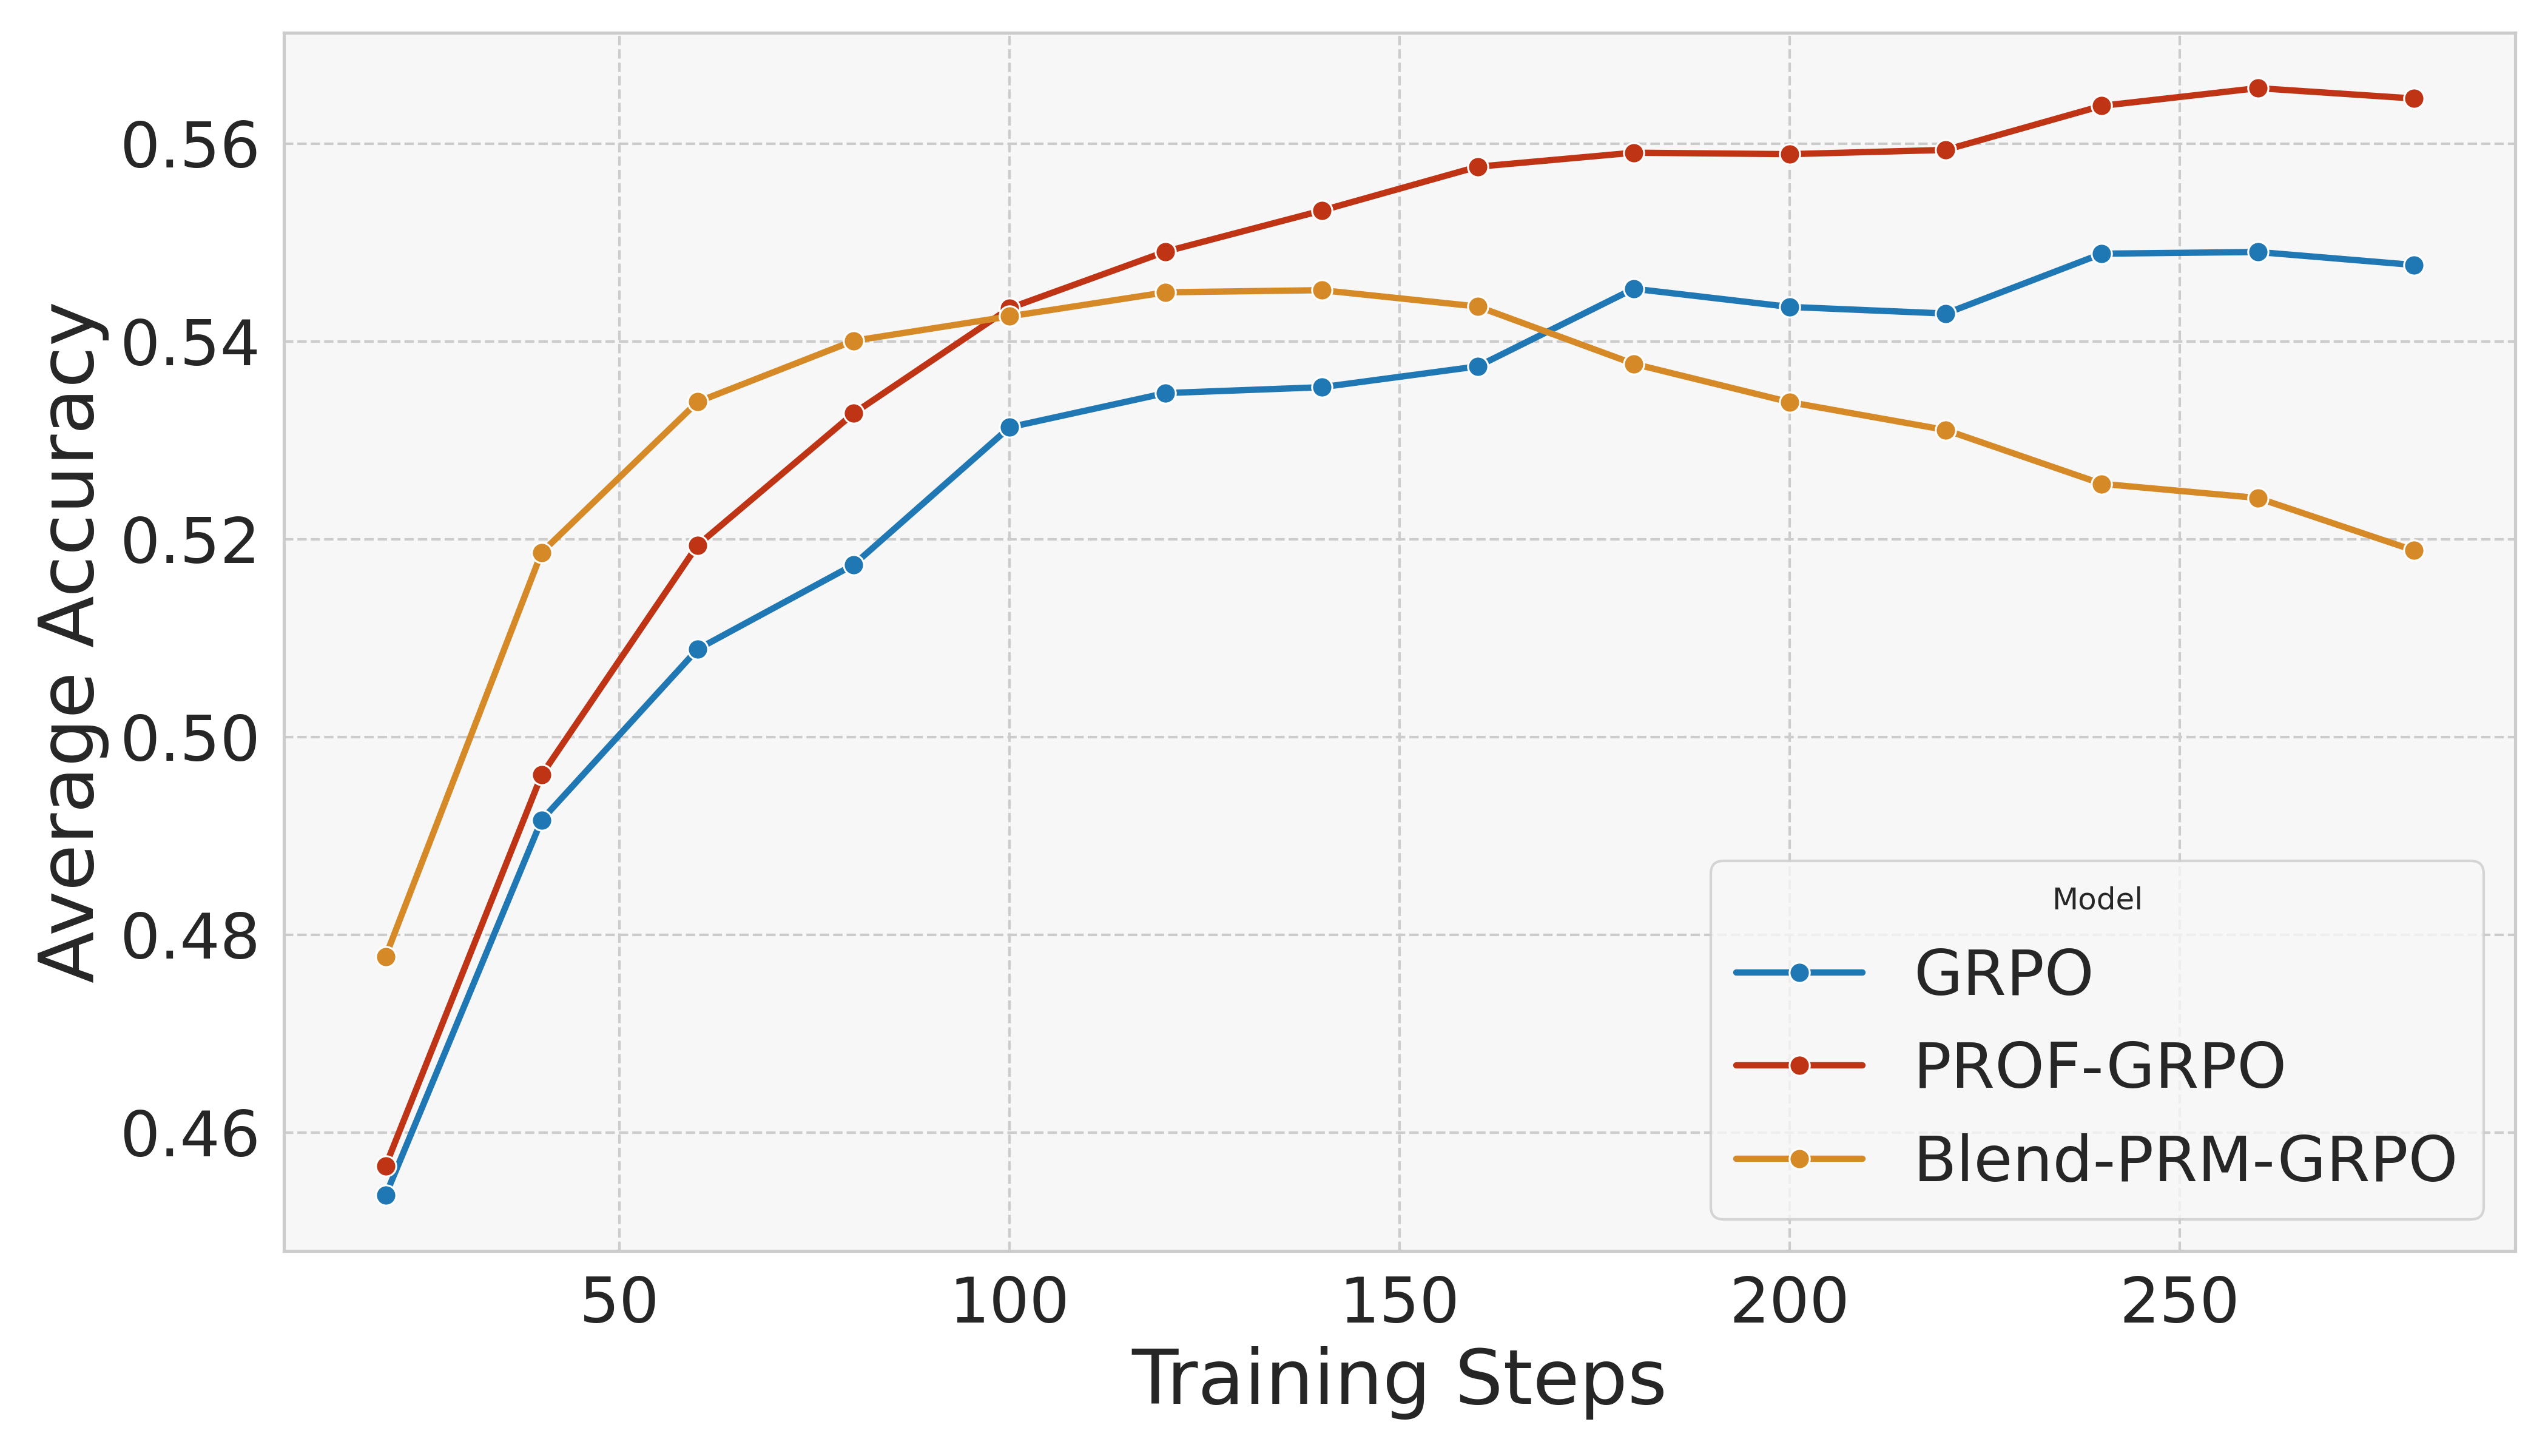 Average Accuracy
0.56
0.54
0.52
0.50
0.48
0.46
50 100 150 200 250
Training Steps
Model
GRPO
PROF-GRPO
Blend-PRM-GRPO